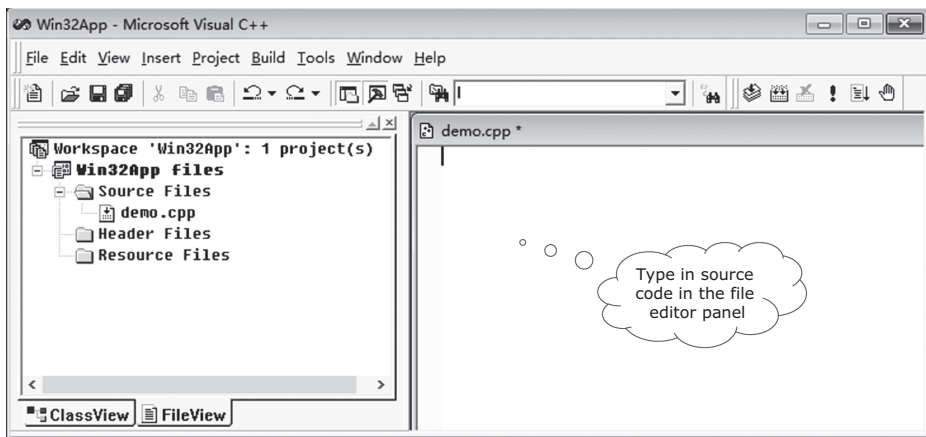 Win32App - Microsoft Visual C++
File Edit View Insert Project Build Tools Window Help
Workspace 'Win32App': 1 project(s)
Win32App files
Source Files
demo.cpp
Header Files
Resource Files
ClassView
FileView
demo.cpp *
Type in source
code in the file
editor panel